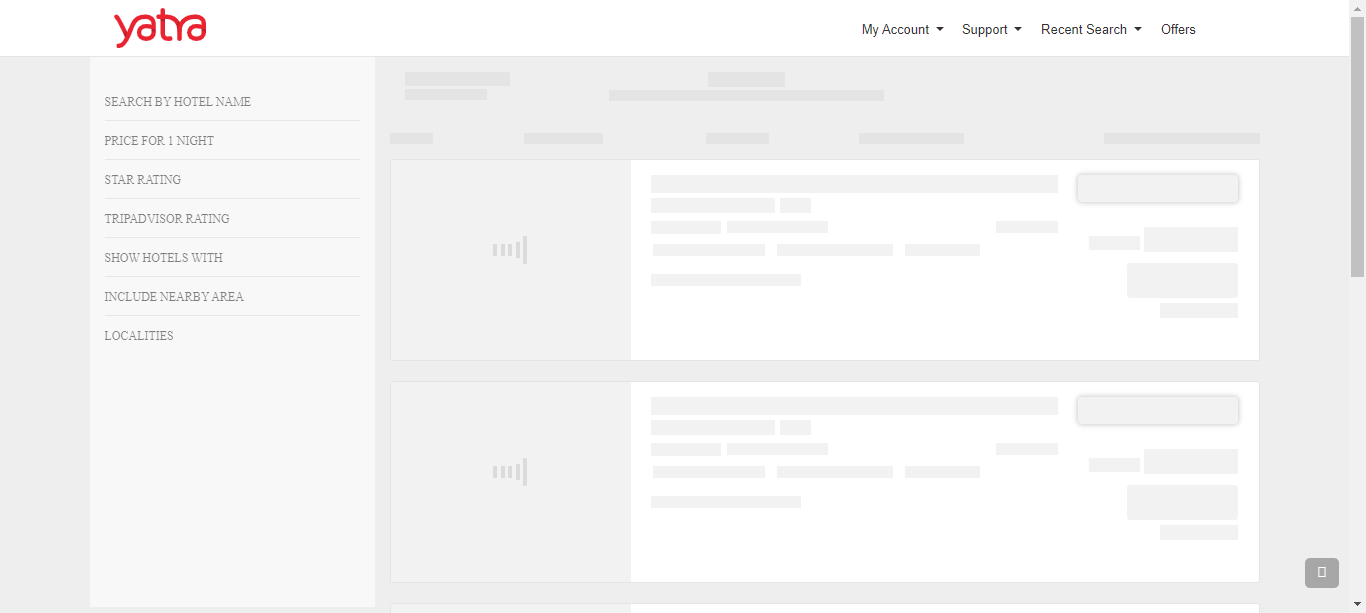 yatra
My Account
Support
Recent Search
Offers
SEARCH BY HOTEL NAME
PRICE FOR 1 NIGHT
STAR RATING
TRIPADVISOR RATING
SHOW HOTELS WITH
INCLUDE NEARBY AREA
LOCALITIES